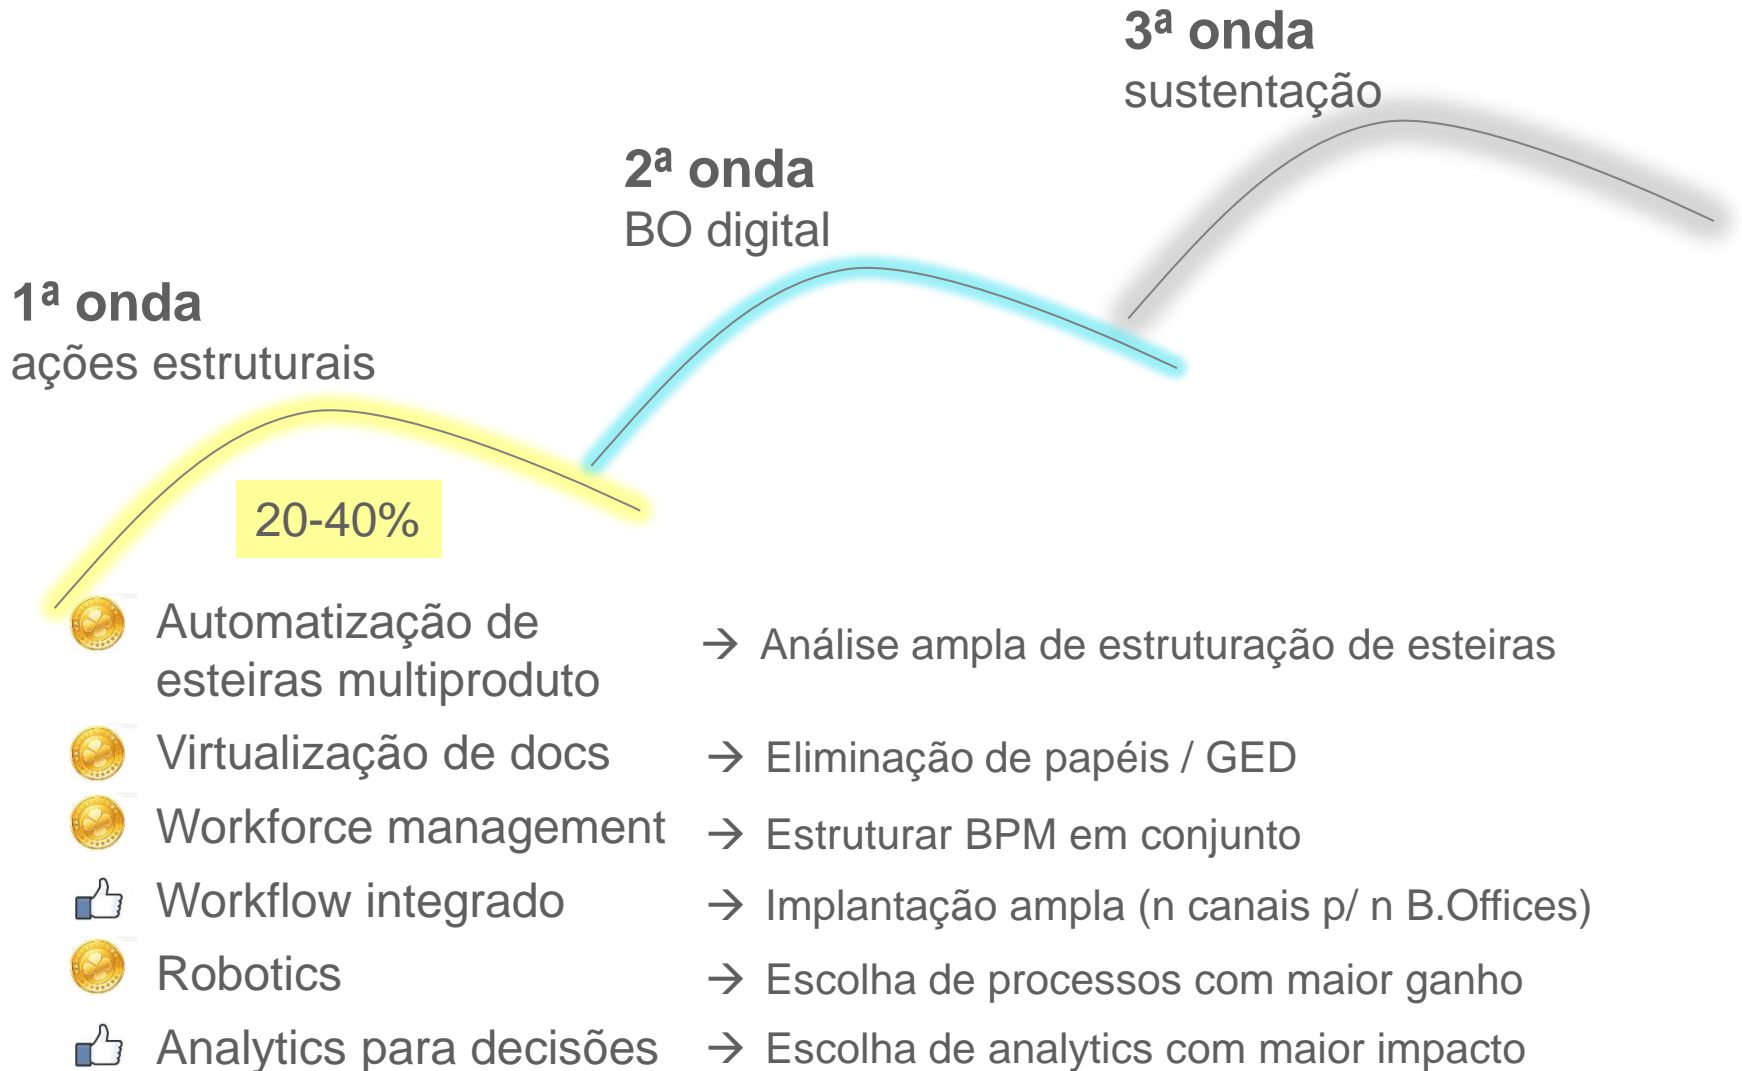 3ª onda
sustentação
2ª onda
BO digital
1ª onda
ações estruturais
20-40%
Automatização de
esteiras multiproduto
→ Análise ampla de estruturação de esteiras
Virtualização de docs → Eliminação de papéis / GED
Workforce management → Estruturar BPM em conjunto
Workflow integrado → Implantação ampla (n canais p/ n B.Offices)
Robotics → Escolha de processos com maior ganho
Analytics para decisões → Escolha de analytics com maior impacto